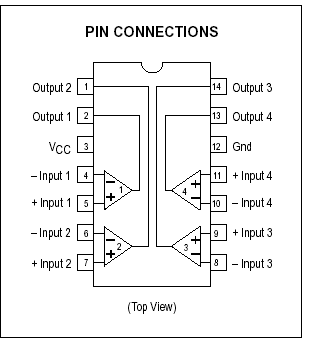 PIN CONNECTIONS
Output 2 1 14 Output 3
Output 1 2 13 Output 4
VCC 3 12 Gnd
– Input 1 4 11 + Input 4
+ Input 1 5 1 4 10 – Input 4
– Input 2 6 9 + Input 3
+ Input 2 7 2 3 8 – Input 3
(Top View)